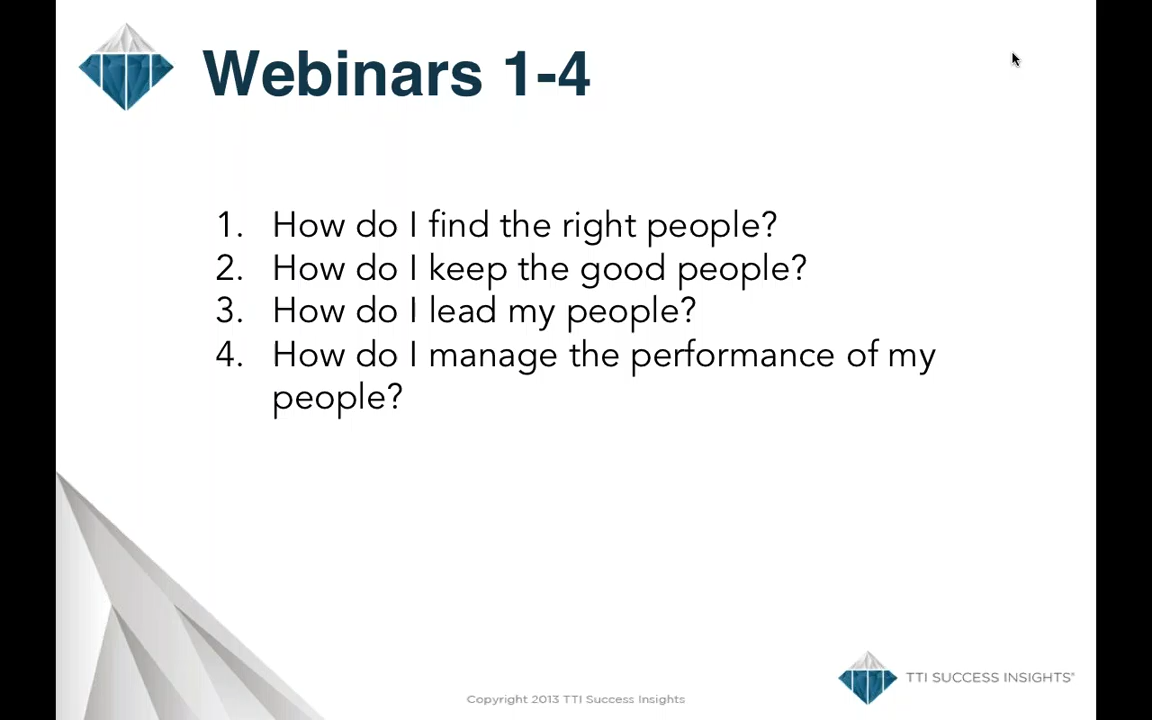 Webinars 1-4
1. How do I find the right people?
2. How do I keep the good people?
3. How do I lead my people?
4. How do I manage the performance of my
people?
TTI SUCCESS INSIGHTS®
Copyright 2013 TTI Success Insights